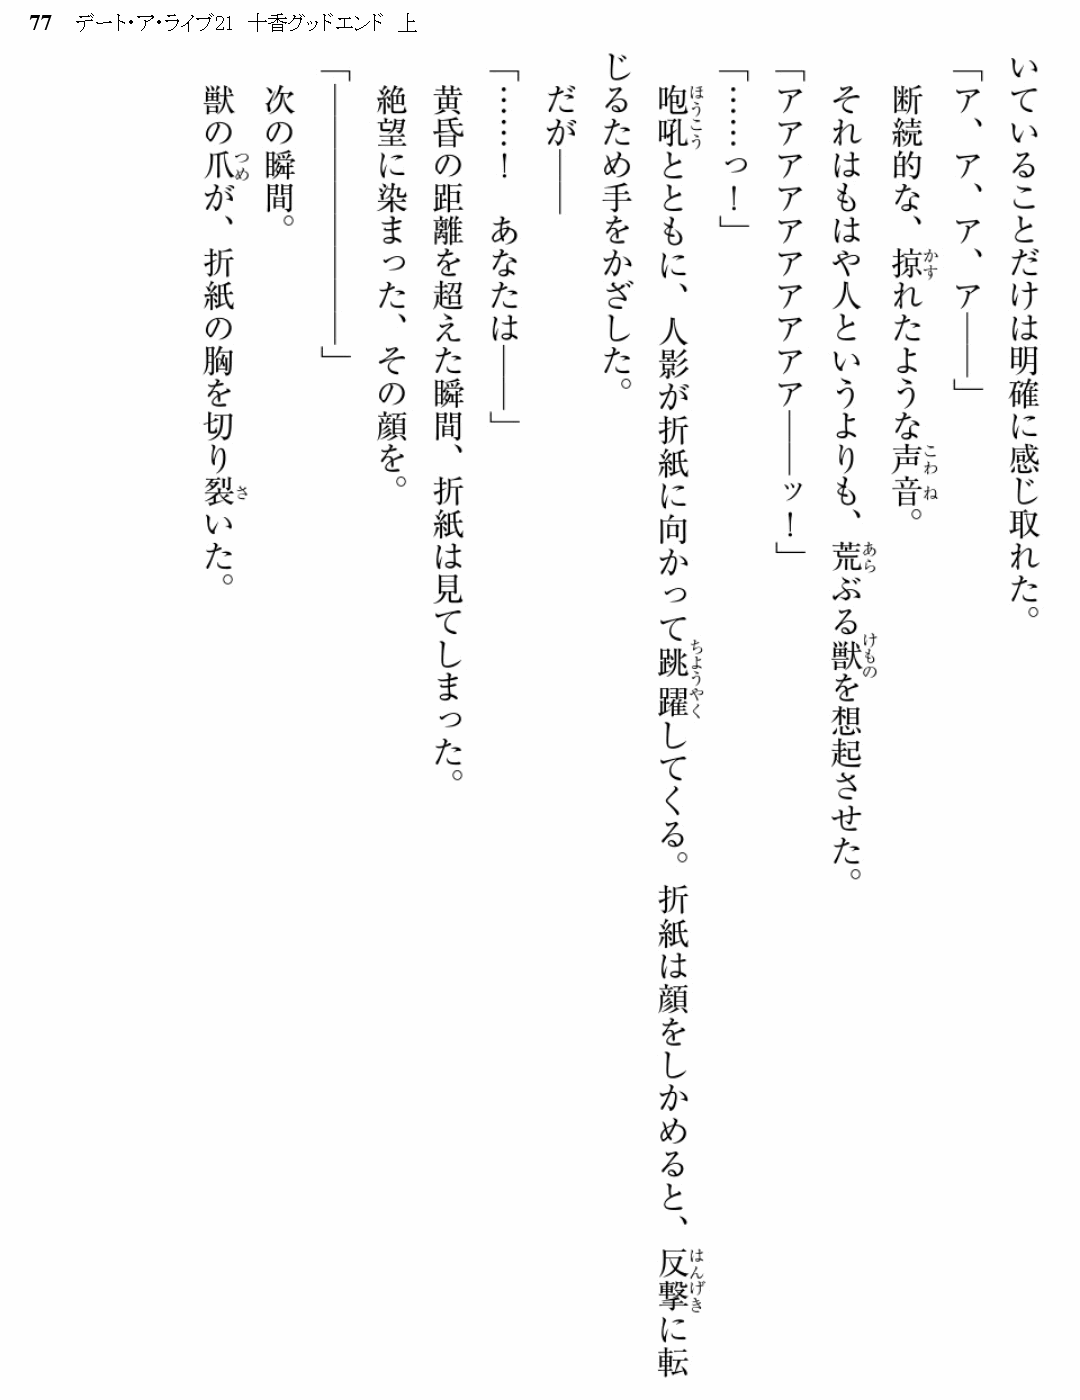 77 デート・ア・ライブ21 十香グッドエンド 上
いていることだけは明確に感じ取れた。
「ア、ア、ア、ア――」
断続的な、掠れたような声音。
それはもはや人というよりも、荒ぶる獣を想起させた。
「アアアアアアアアアア――ッ！」
「……っ！」
咆吼とともに、人影が折紙に向かって跳躍してくる。折紙は顔をしかめると、反撃に転
じるため手をかざした。
だが――
「……！　あなたは――」
黄昏の距離を超えた瞬間、折紙は見てしまった。
絶望に染まった、その顔を。
「――――――――」
次の瞬間。
獣の爪が、折紙の胸を切り裂いた。